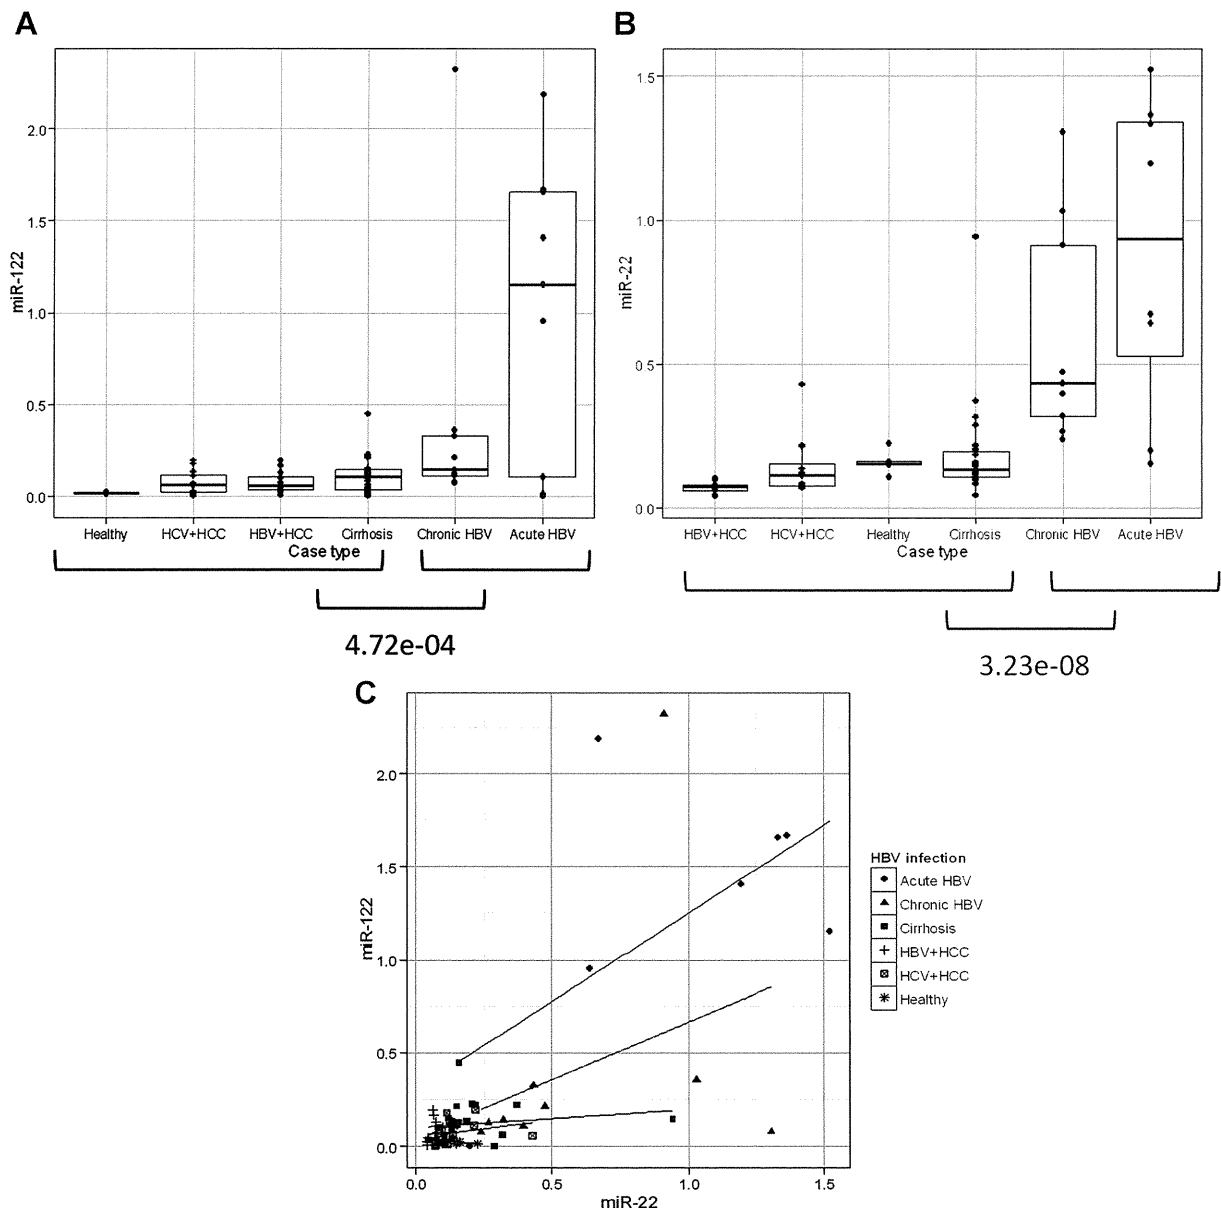 A
miR-122
2.0
1.5
1.0
0.5
0.0
Healthy HCV+HCC HBV+HCC Cirrhosis Chronic HBV Acute HBV
Case type
4.72e-04
B
miR-22
1.5
1.0
0.5
0.0
HBV+HCC HCV+HCC Healthy Cirrhosis Chronic HBV Acute HBV
Case type
3.23e-08
C
miR-122
2.0
1.5
1.0
0.5
0.0
0.0 0.5 1.0 1.5
miR-22
HBV infection
Acute HBV
Chronic HBV
Cirrhosis
HBV+HCC
HCV+HCC
Healthy